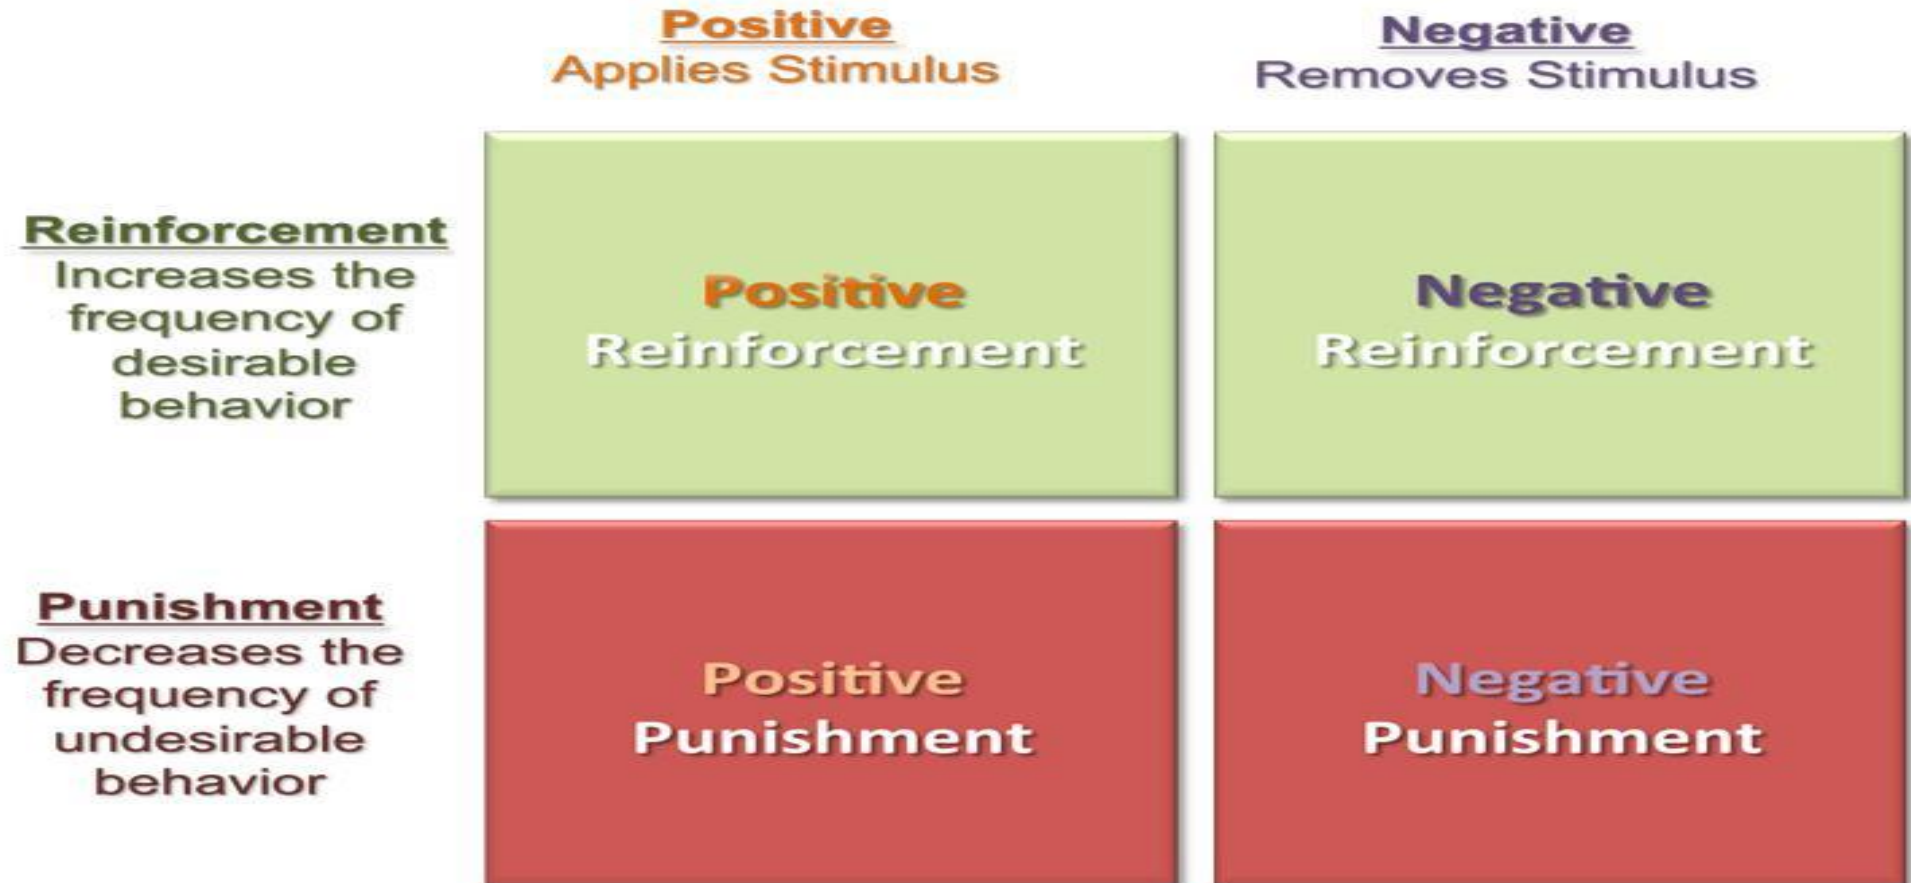 Positive
Applies Stimulus
Negative
Removes Stimulus
Reinforcement
Increases the
frequency of
desirable
behavior
Positive
Reinforcement
Negative
Reinforcement
Punishment
Decreases the
frequency of
undesirable
behavior
Positive
Punishment
Negative
Punishment